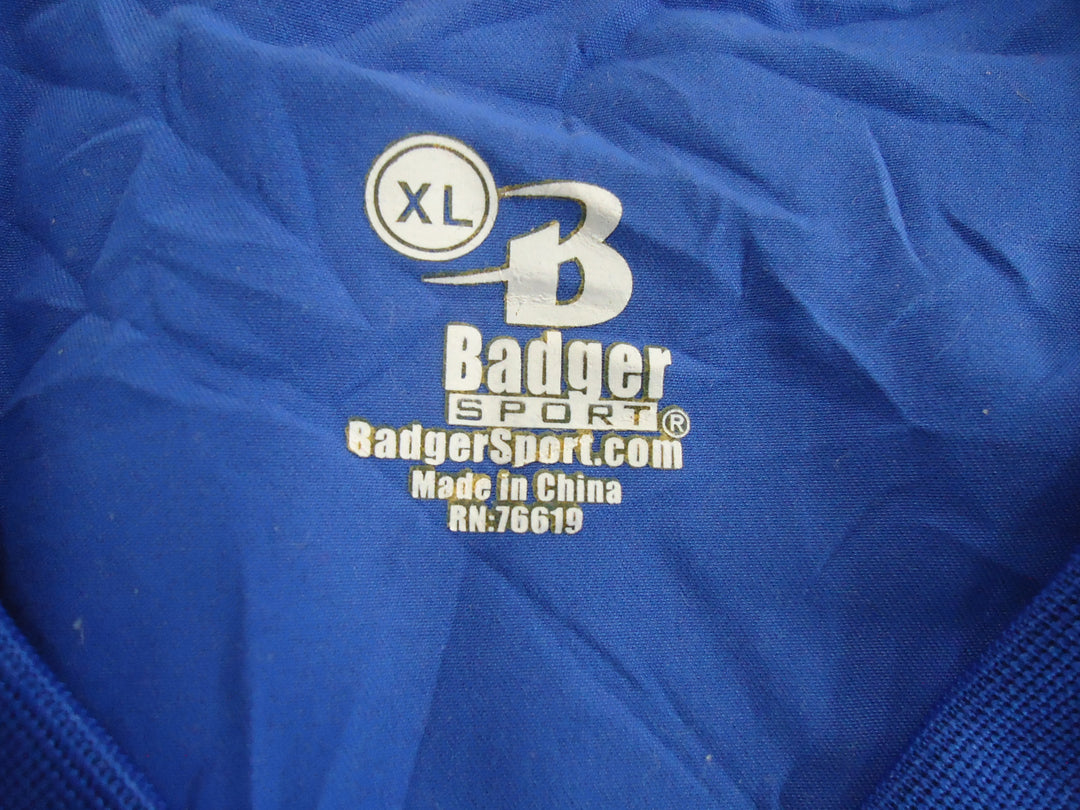 XL
B
Badger
SPORT®
BadgerSport.com
Made in China
RN:76619